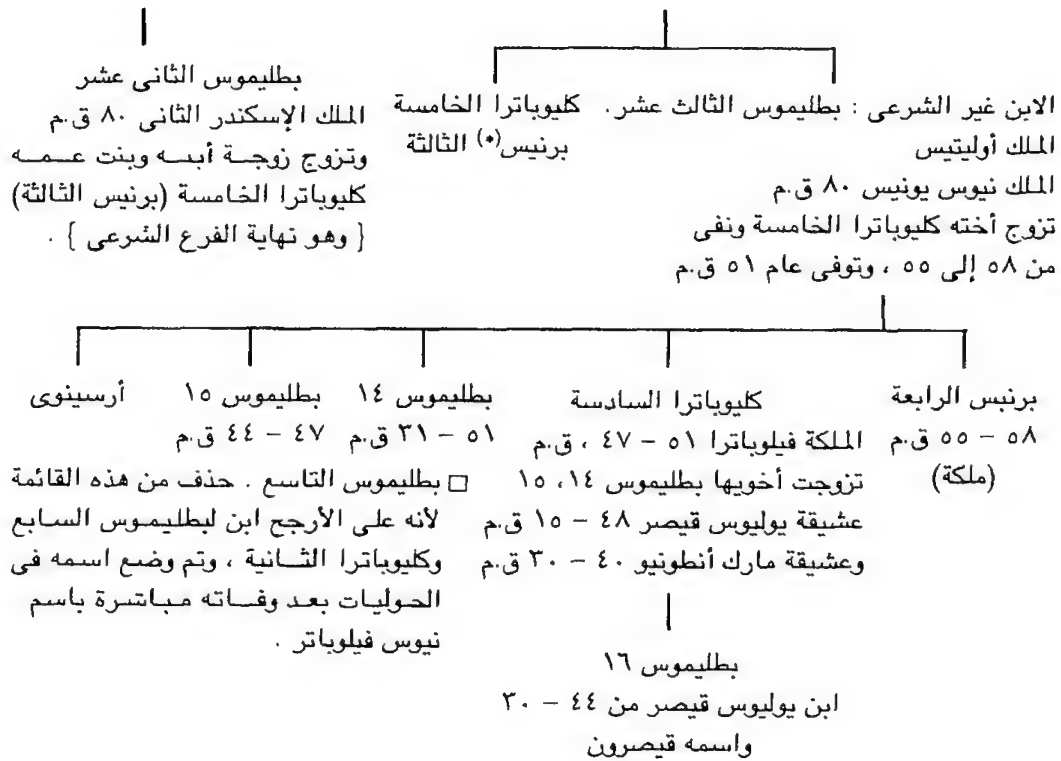 بطليموس الثانى عشر
الملك الإسكندر الثانى ٨٠ ق.م
وتزوج زوجة أبيه وبنت عمه
كليوباترا الخامسة (برنيس الثالثة)
{ وهو نهاية الفرع الشرعى } .
كليوباترا الخامسة
برنيس(*) الثالثة
الابن غير الشرعى : بطليموس الثالث عشر .
الملك أوليتيس
الملك نيوس يونيس ٨٠ ق.م
تزوج أخته كليوباترا الخامسة ونفى
من ٥٨ إلى ٥٥ ، وتوفى عام ٥١ ق.م
برنيس الرابعة
٥٨ – ٥٥ ق.م
(ملكة)
كليوباترا السادسة
الملكة فيلوباترا ٥١ – ٤٧ ، ق.م
تزوجت أخويها بطليموس ١٤، ١٥
عشيقة يوليوس قيصر ٤٨ – ١٥ ق.م
وعشيقة مارك أنطونيو ٤٠ – ٣٠ ق.م
بطليموس ١٤
٥١ – ٣١ ق.م
بطليموس ١٥
٤٧ – ٤٤ ق.م
أرسينوى
□ بطليموس التاسع . حذف من هذه القائمة
لأنه على الأرجح ابن لبطليموس السابع
وكليوباترا الثانية ، وتم وضع اسمه فى
الحوليات بعد وفاته مباشرة باسم
نيوس فيلوباتر .
بطليموس ١٦
ابن يوليوس قيصر من ٤٤ – ٣٠
واسمه قيصرون